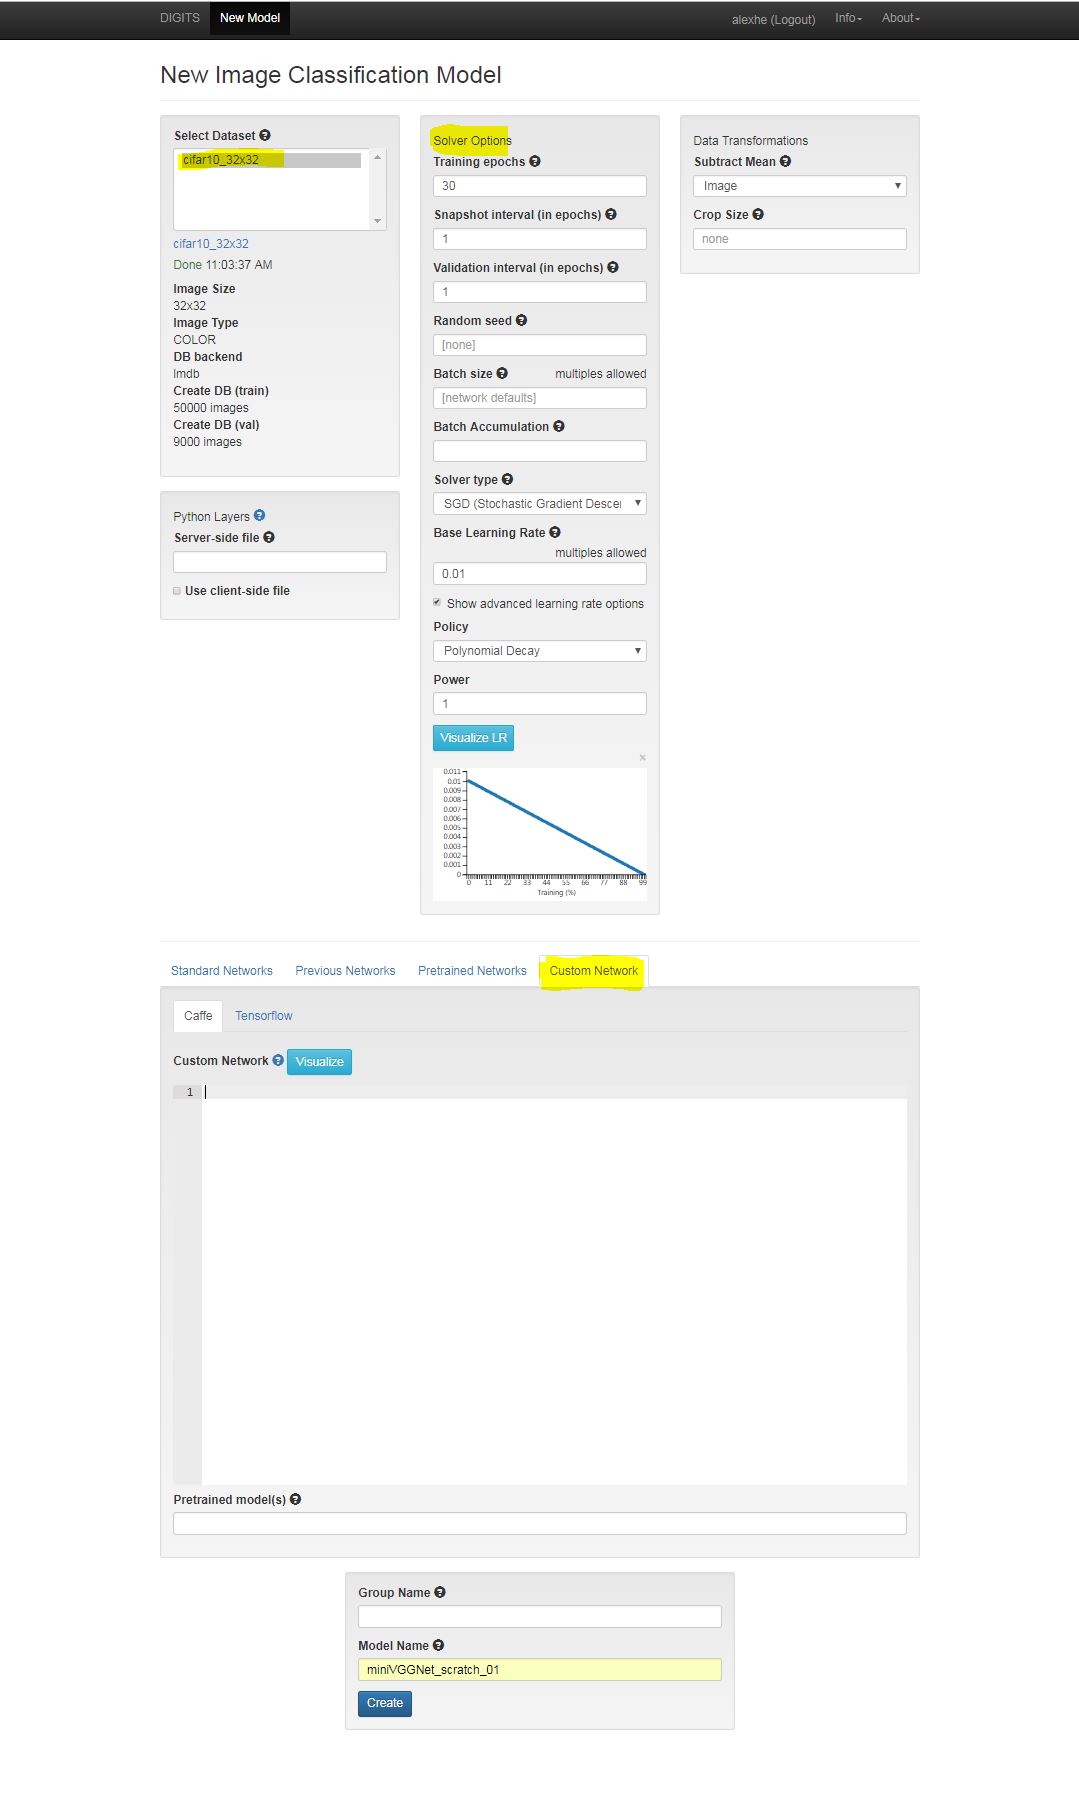 DIGITS New Model alexhe (Logout) Info About
New Image Classification Model
Select Dataset
cifar10_32x32
cifar10_32x32
Done 11:03:37 AM
Image Size
32x32
Image Type
COLOR
DB backend
lmdb
Create DB (train)
50000 images
Create DB (val)
9000 images
Python Layers
Server-side file
Use client-side file
Solver Options
Training epochs
30
Snapshot interval (in epochs)
1
Validation interval (in epochs)
1
Random seed
[none]
Batch size multiples allowed
[network defaults]
Batch Accumulation
Solver type
SGD (Stochastic Gradient Descer
Base Learning Rate
multiples allowed
0.01
Show advanced learning rate options
Policy
Polynomial Decay
Power
1
Visualize LR
×
0.011
0.01
0.009
0.008
0.007
0.006
0.005
0.004
0.003
0.002
0.001
0
0 11 22 33 44 55 66 77 88 99
Training (%)
Data Transformations
Subtract Mean
Image
Crop Size
none
Standard Networks Previous Networks Pretrained Networks Custom Network
Caffe Tensorflow
Custom Network Visualize
1
Pretrained model(s)
Group Name
Model Name
miniVGGNet_scratch_01
Create